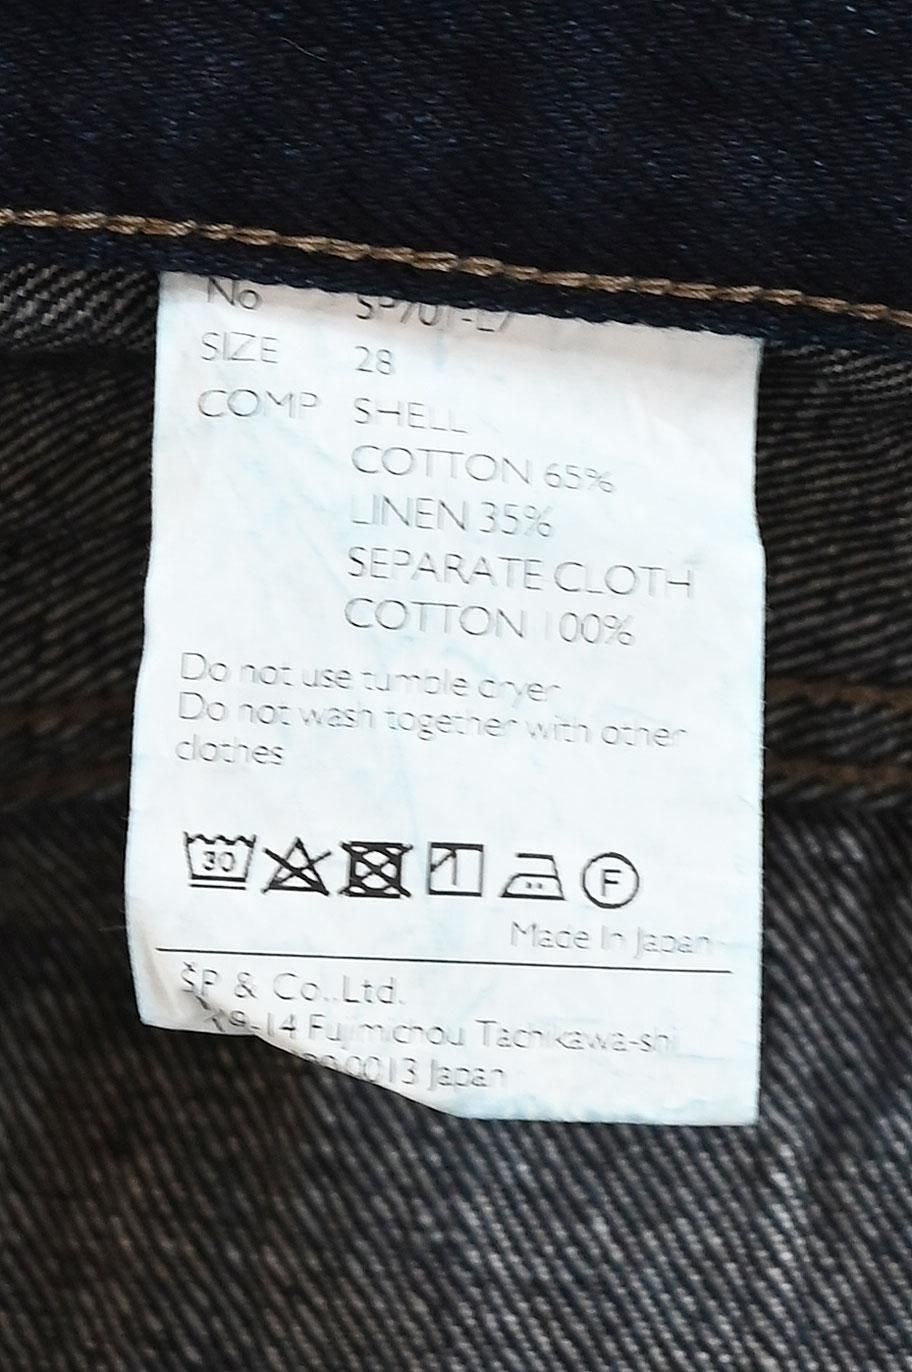 No
SIZE 28
COMP SHELL
COTTON 65%
LINEN 35%
SEPARATE CLOTH
COTTON 100%
Do not use tumble dryer
Do not wash together with other
clothes
30 F
Made In Japan
SP & Co.,Ltd.
Fujimichou Tachikawa-shi
Japan